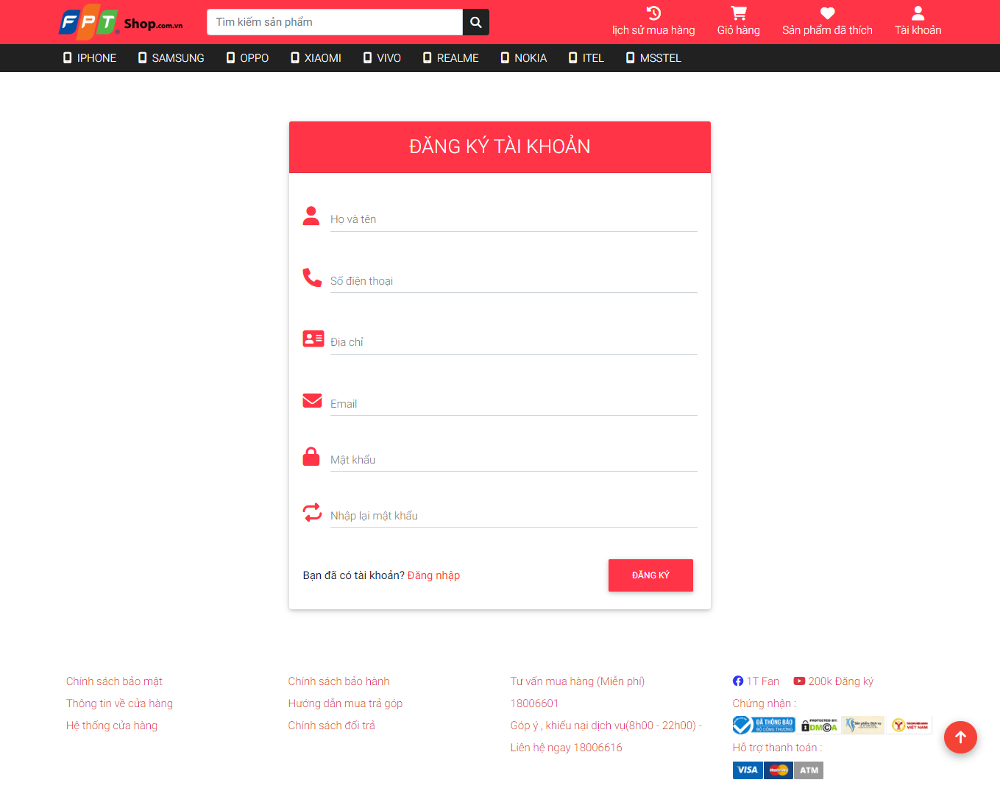 FPT Shop.com.vn
Tìm kiếm sản phẩm
lịch sử mua hàng
Giỏ hàng
Sản phẩm đã thích
Tài khoản
IPHONE
SAMSUNG
OPPO
XIAOMI
VIVO
REALME
NOKIA
ITEL
MSSTEL
ĐĂNG KÝ TÀI KHOẢN
Họ và tên
Số điện thoại
Địa chỉ
Email
Mật khẩu
Nhập lại mật khẩu
Bạn đã có tài khoản? Đăng nhập
ĐĂNG KÝ
Chính sách bảo mật
Thông tin về cửa hàng
Hệ thống cửa hàng
Chính sách bảo hành
Hướng dẫn mua trả góp
Chính sách đổi trả
Tư vấn mua hàng (Miễn phí)
18006601
Góp ý , khiếu nại dịch vụ(8h00 - 22h00) -
Liên hệ ngay 18006616
1T Fan
200k Đăng ký
Chứng nhận :
ĐÃ THÔNG BÁO
BỘ CÔNG THƯƠNG
PROTECTED BY:
DMCA
VIỆT NAM
Hỗ trợ thanh toán :
VISA
MasterCard
ATM